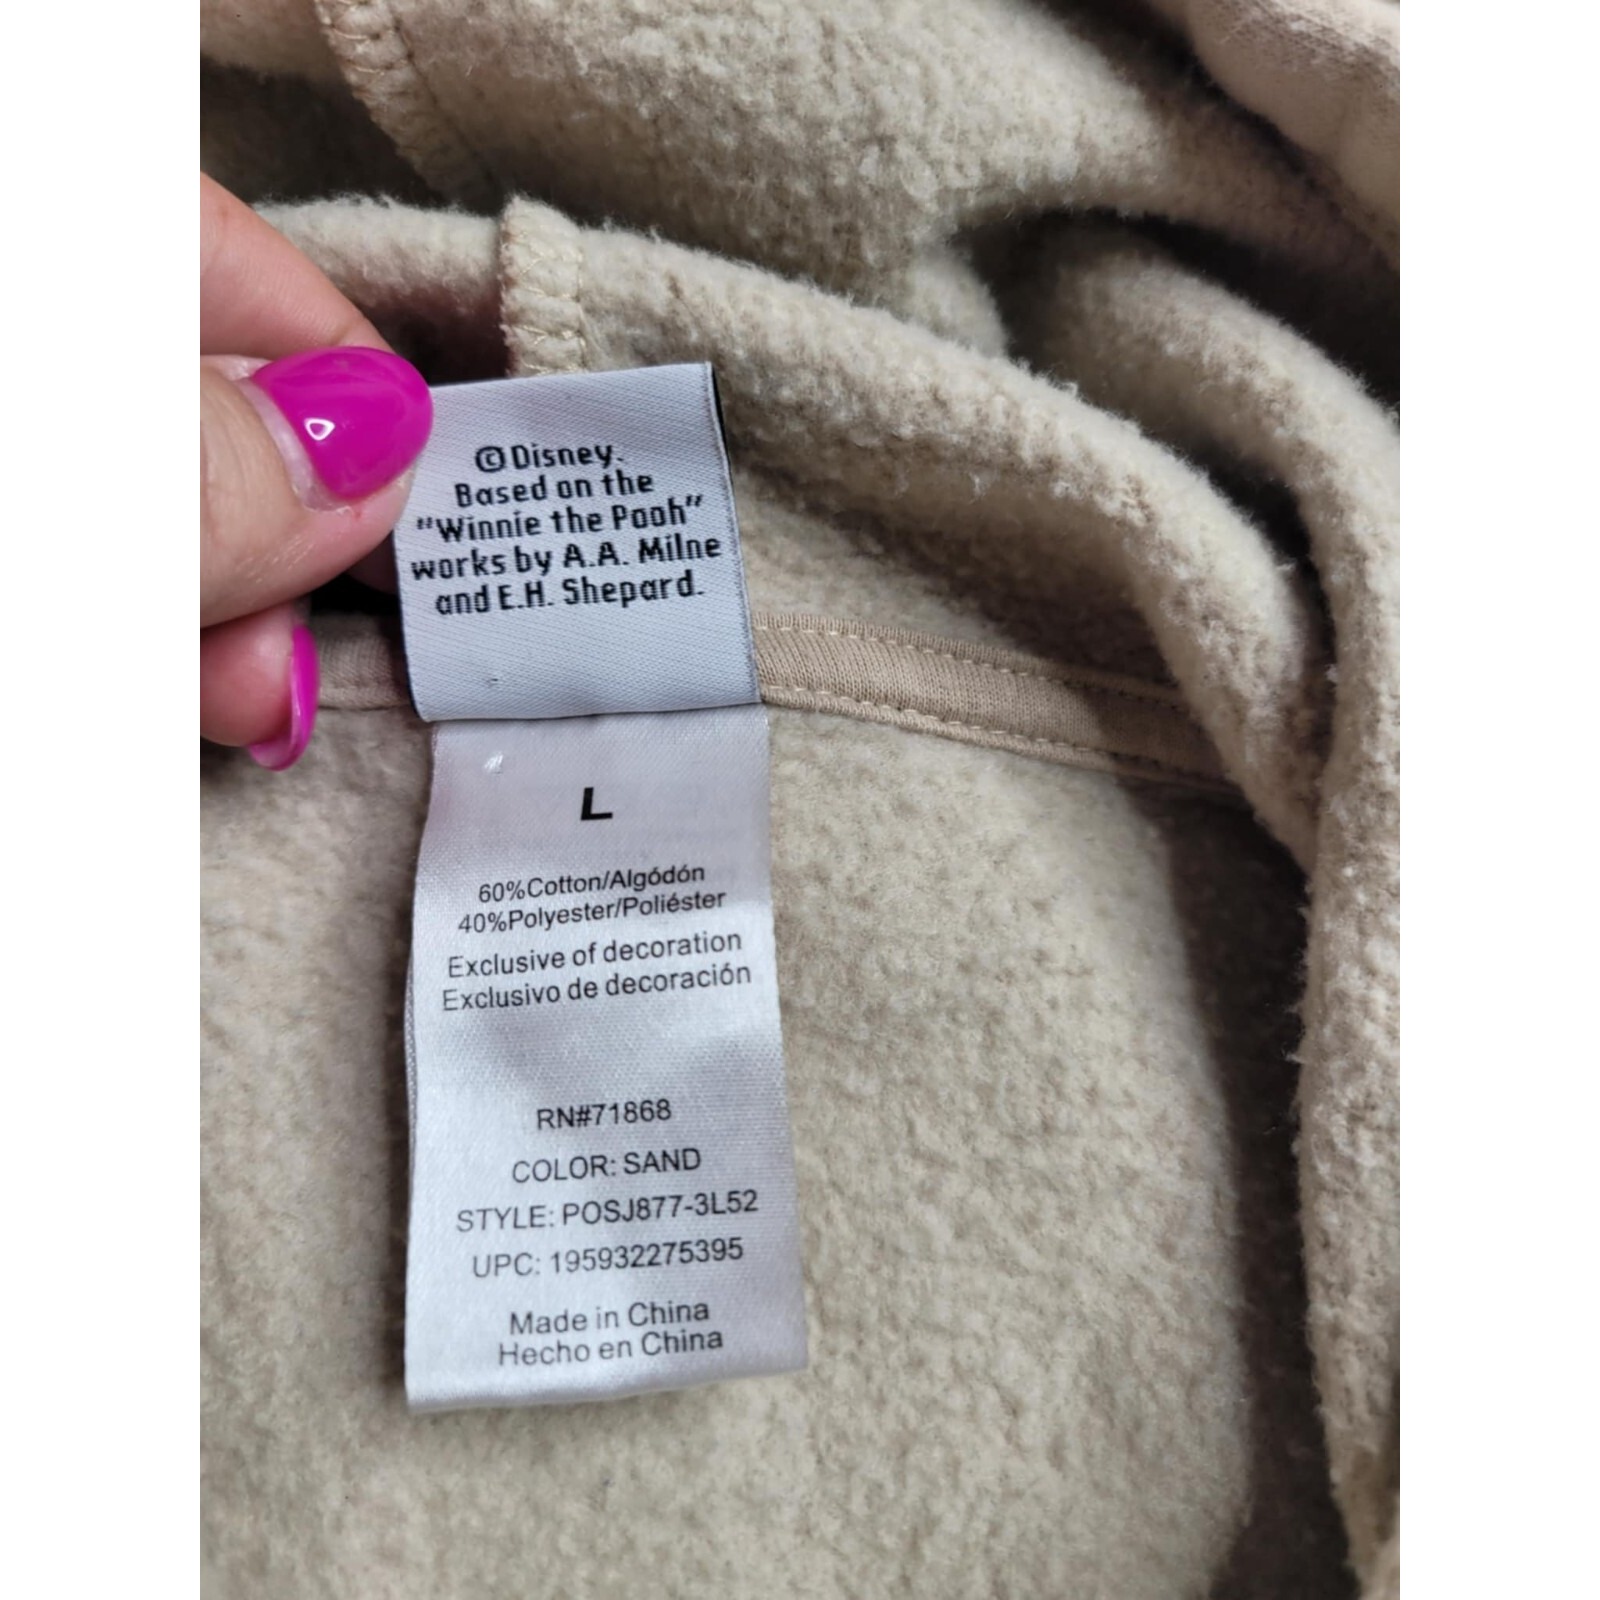 © Disney.
Based on the
"Winnie the Pooh"
works by A.A. Milne
and E.H. Shepard.
L
60%Cotton/Algódón
40%Polyester/Poliéster
Exclusive of decoration
Exclusivo de decoración
RN#71868
COLOR: SAND
STYLE: POSJ877-3L52
UPC: 195932275395
Made in China
Hecho en China